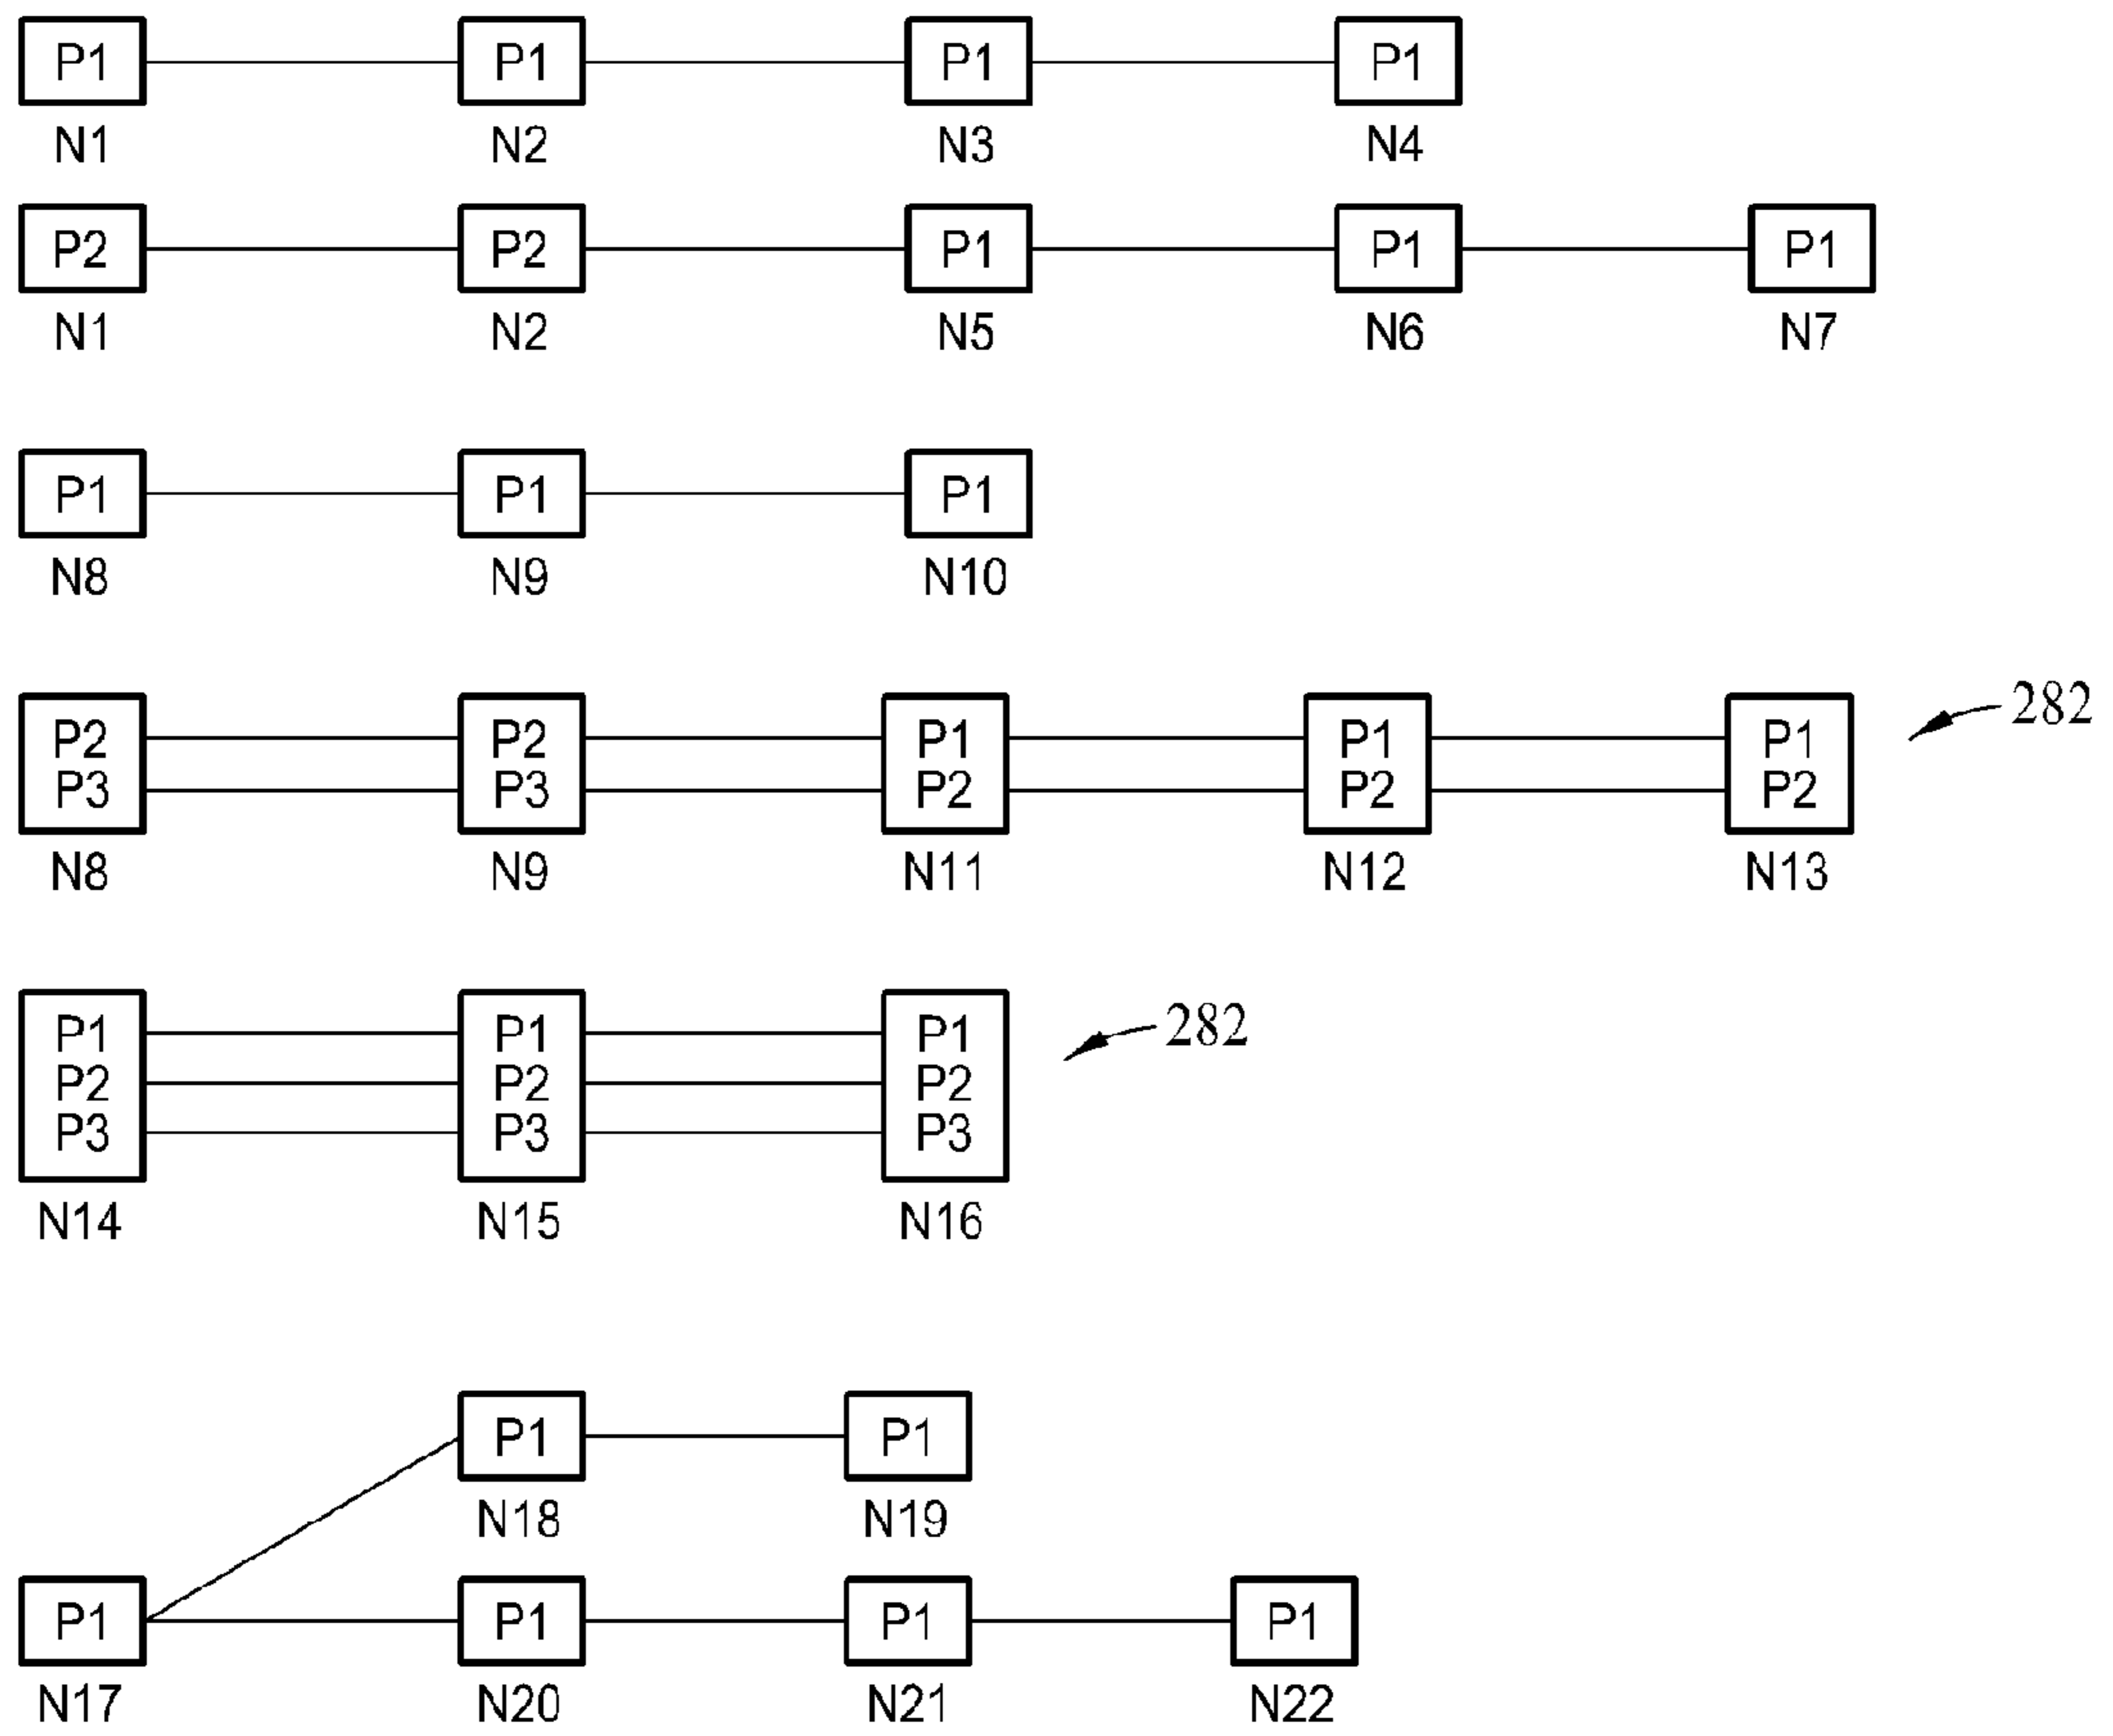 P1 P1 P1 P1
N1 N2 N3 N4
P2 P2 P1 P1 P1
N1 N2 N5 N6 N7
P1 P1 P1
N8 N9 N10
P2 P2 P1 P1 P1 282
P3 P3 P2 P2 P2
N8 N9 N11 N12 N13
P1 P1 P1 282
P2 P2 P2
P3 P3 P3
N14 N15 N16
P1 P1
N18 N19
P1 P1 P1 P1
N17 N20 N21 N22